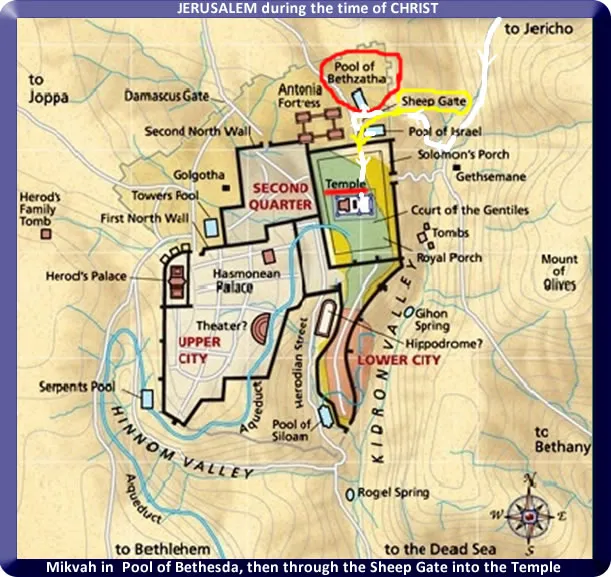 JERUSALEM during the time of CHRIST
to Jericho
to
Joppa
Pool of
Bethzatha
Damascus Gate
Antonia
Fortress
Sheep Gate
Second North Wall
Pool of Israel
Solomon's Porch
Golgotha
Gethsemane
SECOND
QUARTER
Temple
Towers Pool
Herod's
Family
Tomb
First North Wall
Court of the Gentiles
Tombs
Royal Porch
Mount
of
Olives
Herod's Palace
Hasmonean
Palace
Gihon
Spring
Theater?
Hippodrome?
UPPER
CITY
LOWER CITY
Herodian Street
KIDRON VALLEY
Serpents Pool
Aqueduct
Pool of
Siloam
HINNOM VALLEY
to
Bethany
Aqueduct
Rogel Spring
N
W
E
S
to Bethlehem
to the Dead Sea
Mikvah in Pool of Bethesda, then through the Sheep Gate into the Temple